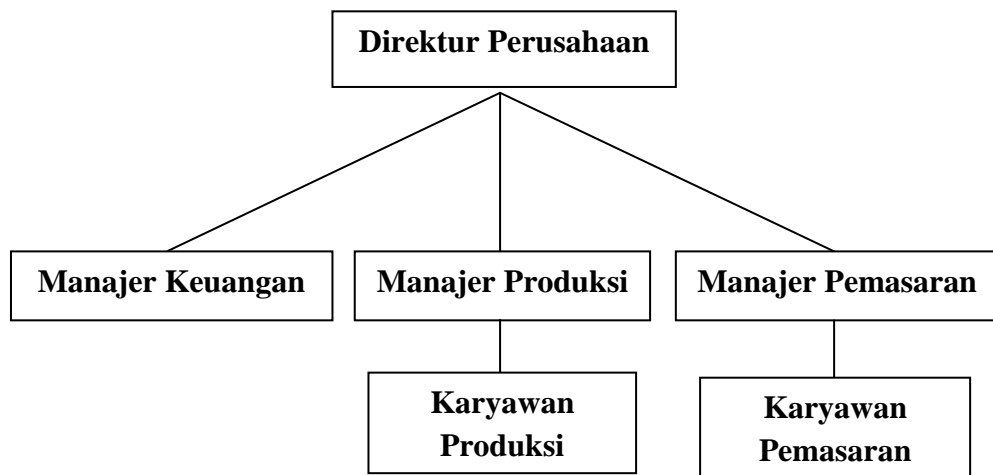 Direktur Perusahaan
Manajer Keuangan
Manajer Produksi
Manajer Pemasaran
Karyawan
Produksi
Karyawan
Pemasaran